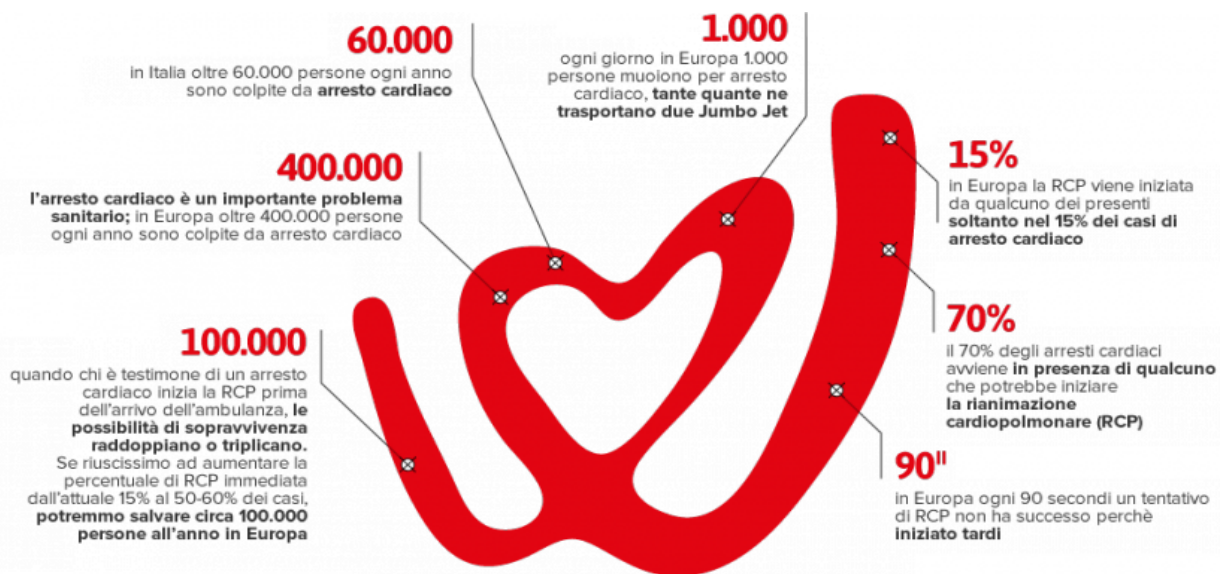 60.000
in Italia oltre 60.000 persone ogni anno
sono colpite da arresto cardiaco
1.000
ogni giorno in Europa 1.000
persone muoiono per arresto
cardiaco, tante quante ne
trasportano due Jumbo Jet
400.000
l'arresto cardiaco è un importante problema
sanitario; in Europa oltre 400.000 persone
ogni anno sono colpite da arresto cardiaco
15%
in Europa la RCP viene iniziata
da qualcuno dei presenti
soltanto nel 15% dei casi di
arresto cardiaco
100.000
quando chi è testimone di un arresto
cardiaco inizia la RCP prima
dell'arrivo dell'ambulanza, le
possibilità di sopravvivenza
raddoppiano o triplicano.
Se riuscissimo ad aumentare la
percentuale di RCP immediata
dall'attuale 15% al 50-60% dei casi,
potremmo salvare circa 100.000
persone all'anno in Europa
70%
il 70% degli arresti cardiaci
avviene in presenza di qualcuno
che potrebbe iniziare
la rianimazione
cardiopolmonare (RCP)
90"
in Europa ogni 90 secondi un tentativo
di RCP non ha successo perchè
iniziato tardi